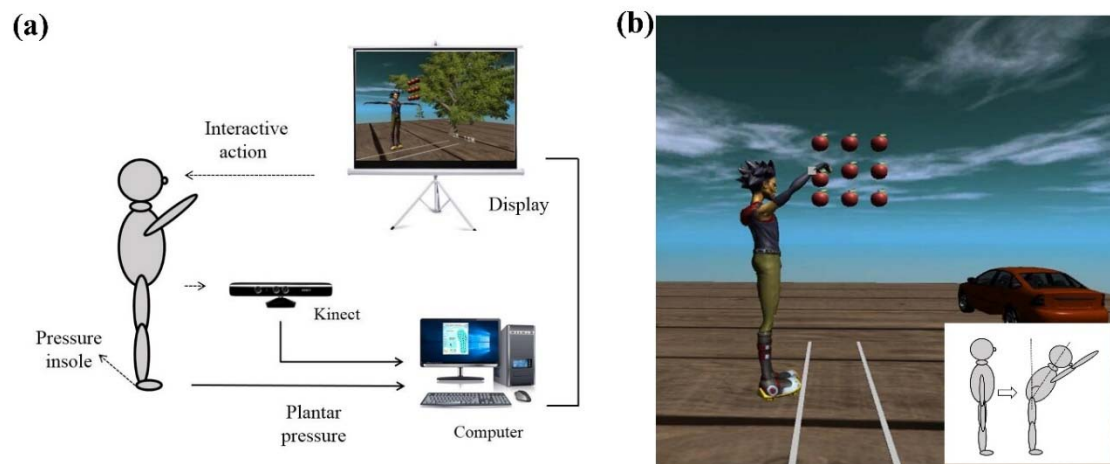 (a)
Interactive
action
Display
Kinect
Pressure
insole
Plantar
pressure
Computer
(b)